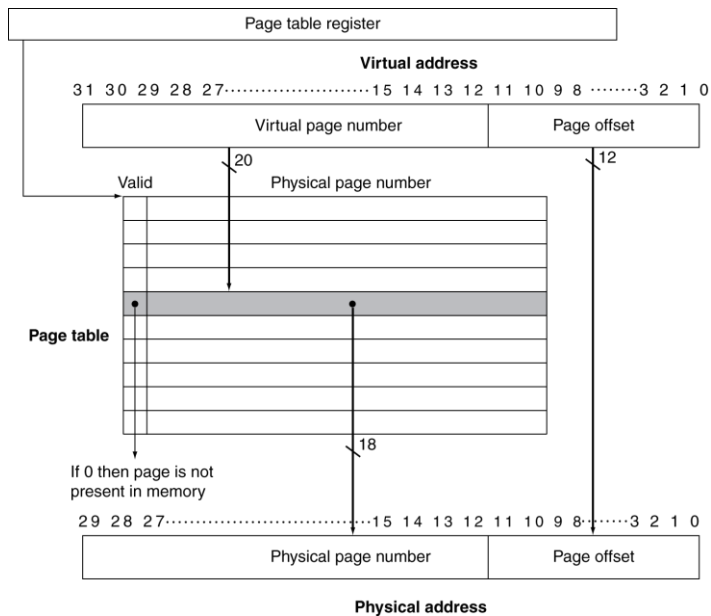 Page table register
Virtual address
31 30 29 28 27·····················15 14 13 12 11 10 9 8 ········3 2 1 0
Virtual page number Page offset
20 12
Valid Physical page number
Page table
18
If 0 then page is not
present in memory
29 28 27·····························15 14 13 12 11 10 9 8········3 2 1 0
Physical page number Page offset
Physical address